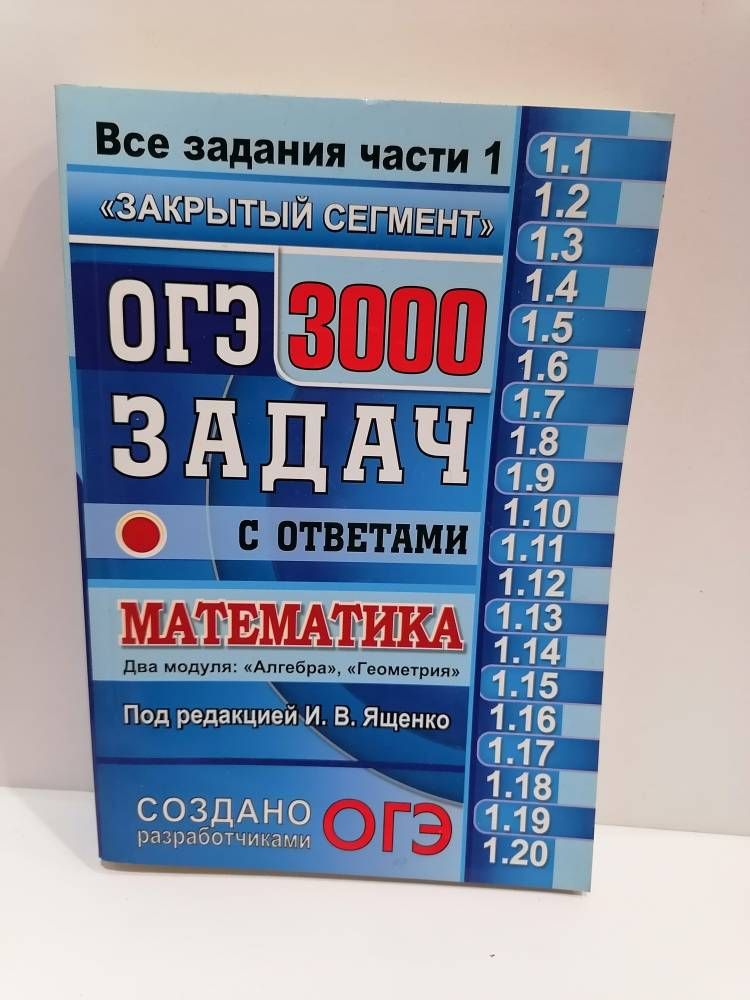 Все задания части 1
«ЗАКРЫТЫЙ СЕГМЕНТ»
ОГЭ 3000
ЗАДАЧ
С ОТВЕТАМИ
МАТЕМАТИКА
Два модуля: «Алгебра», «Геометрия»
Под редакцией И. В. Ященко
СОЗДАНО
разработчиками ОГЭ
1.1
1.2
1.3
1.4
1.5
1.6
1.7
1.8
1.9
1.10
1.11
1.12
1.13
1.14
1.15
1.16
1.17
1.18
1.19
1.20